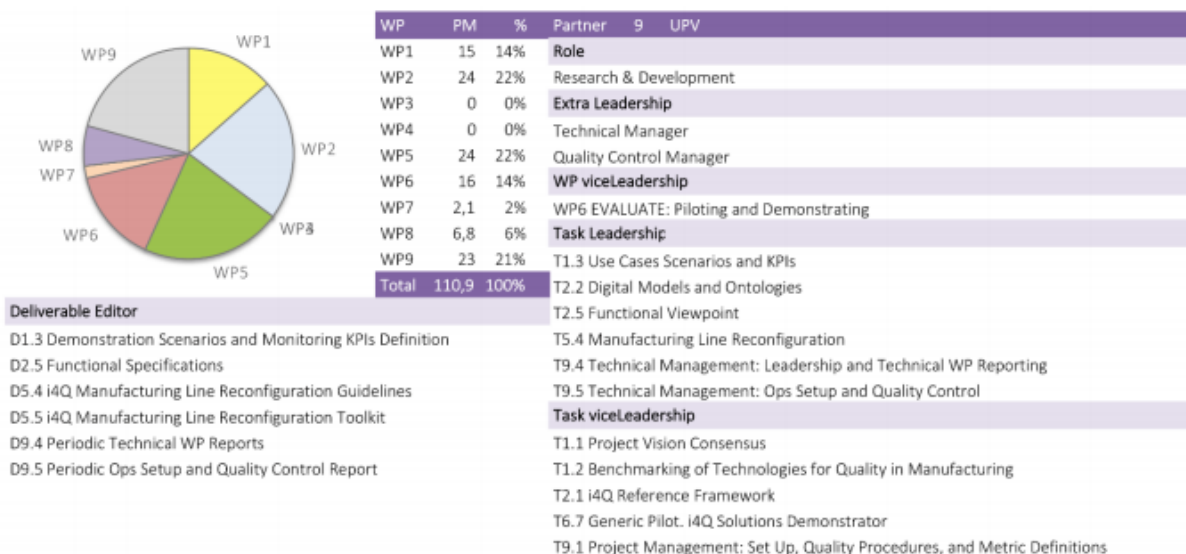 WP1
WP2
WP3
WP5
WP6
WP7
WP8
WP9
WP PM %
WP1 15 14%
WP2 24 22%
WP3 0 0%
WP4 0 0%
WP5 24 22%
WP6 16 14%
WP7 2,1 2%
WP8 6,8 6%
WP9 23 21%
Total 110,9 100%
Deliverable Editor
D1.3 Demonstration Scenarios and Monitoring KPIs Definition
D2.5 Functional Specifications
D5.4 i4Q Manufacturing Line Reconfiguration Guidelines
D5.5 i4Q Manufacturing Line Reconfiguration Toolkit
D9.4 Periodic Technical WP Reports
D9.5 Periodic Ops Setup and Quality Control Report
Partner 9 UPV
Role
Research & Development
Extra Leadership
Technical Manager
Quality Control Manager
WP viceLeadership
WP6 EVALUATE: Piloting and Demonstrating
Task Leadership
T1.3 Use Cases Scenarios and KPIs
T2.2 Digital Models and Ontologies
T2.5 Functional Viewpoint
T5.4 Manufacturing Line Reconfiguration
T9.4 Technical Management: Leadership and Technical WP Reporting
T9.5 Technical Management: Ops Setup and Quality Control
Task viceLeadership
T1.1 Project Vision Consensus
T1.2 Benchmarking of Technologies for Quality in Manufacturing
T2.1 i4Q Reference Framework
T6.7 Generic Pilot. i4Q Solutions Demonstrator
T9.1 Project Management: Set Up, Quality Procedures, and Metric Definitions